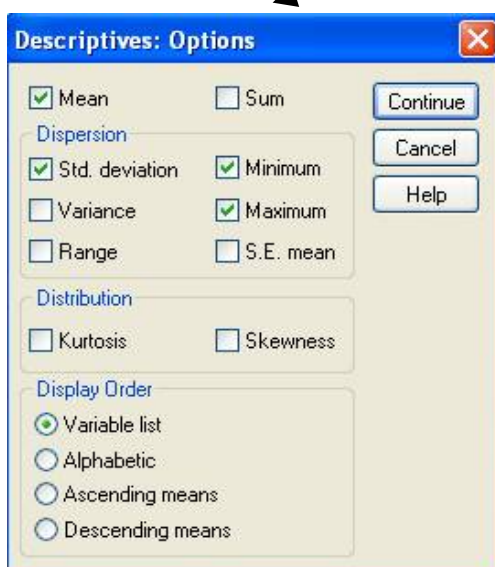 Descriptives: Options
Mean Sum Continue
Dispersion Cancel
Std. deviation Minimum
Help
Variance Maximum
Range S.E. mean
Distribution
Kurtosis Skewness
Display Order
Variable list
Alphabetic
Ascending means
Descending means